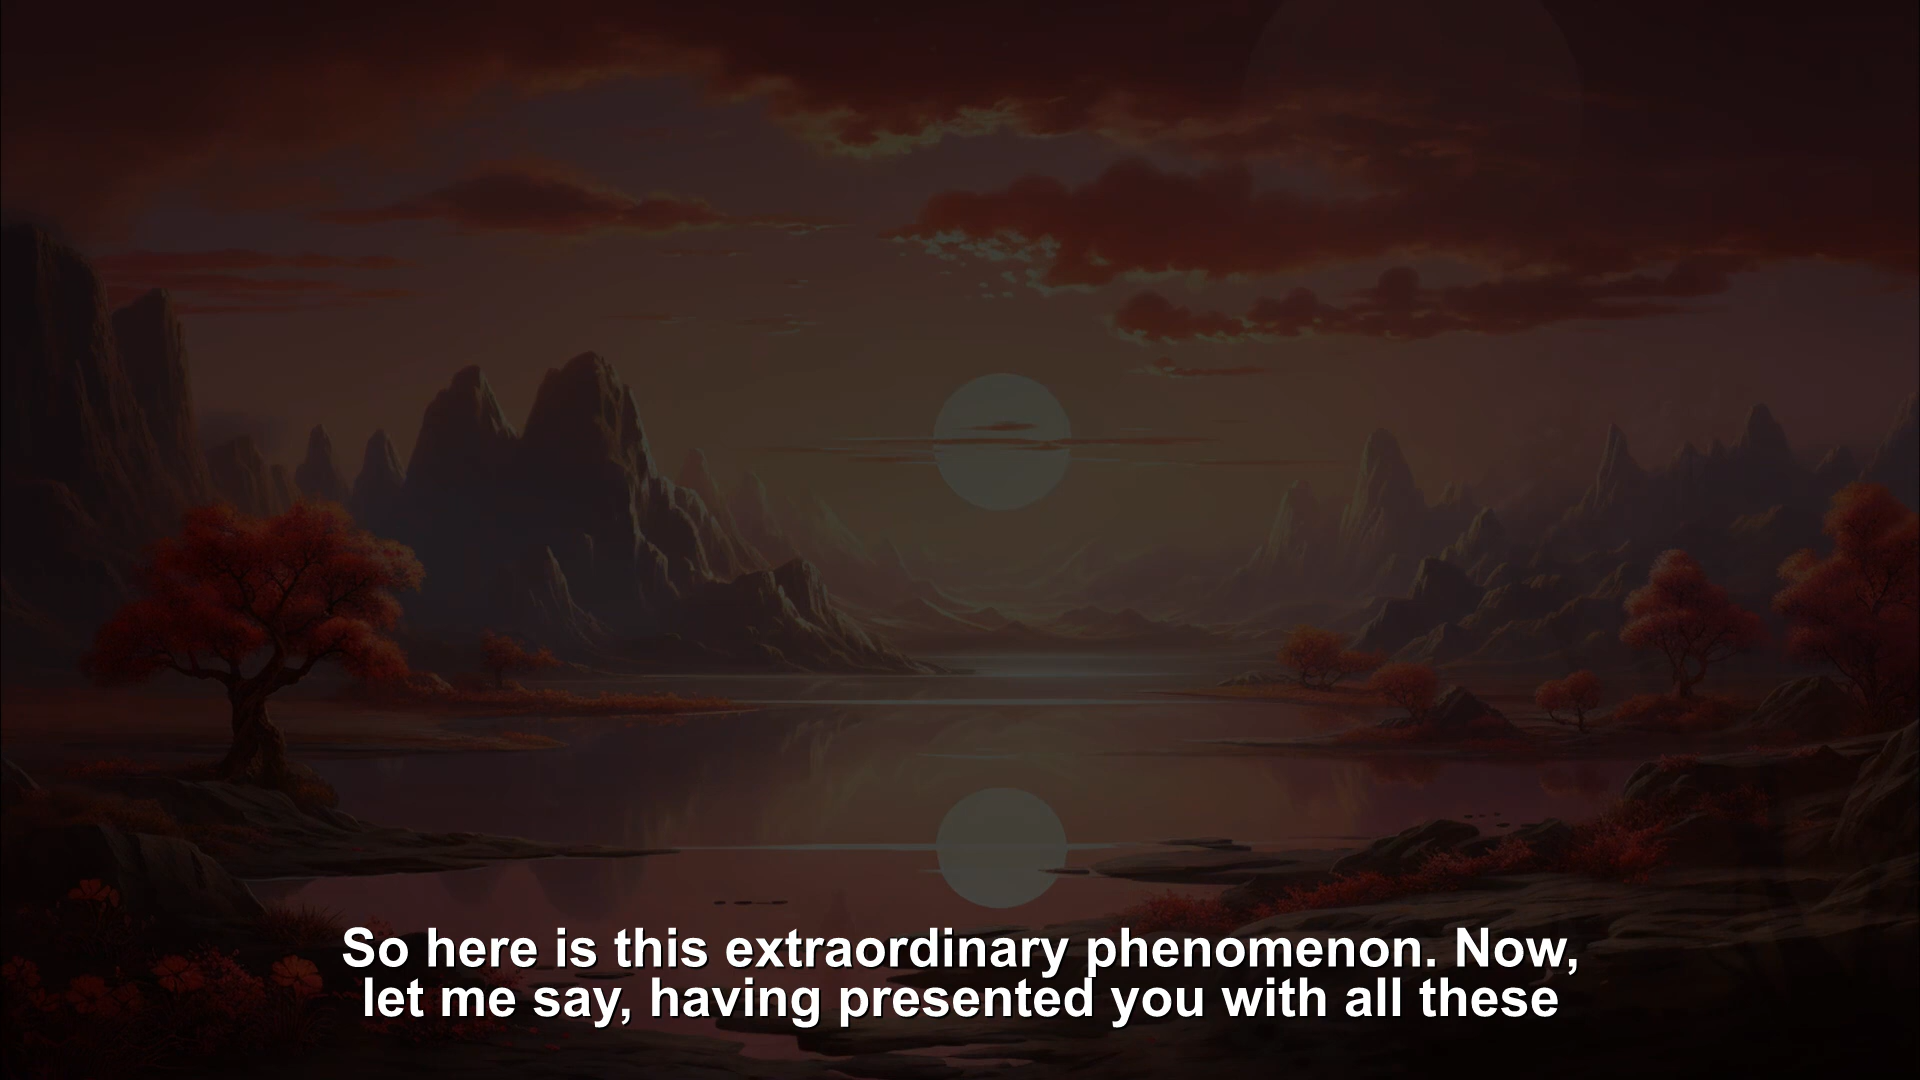 So here is this extraordinary phenomenon. Now,
let me say, having presented you with all these